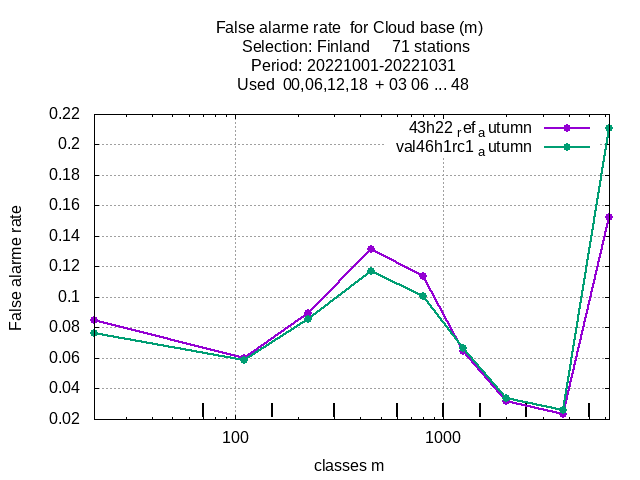 False alarme rate  for Cloud base (m)
Selection: Finland     71 stations
Period: 20221001-20221031
Used  00,06,12,18  + 03 06 ... 48
43h22 ref a utumn
val46h1rc1 a utumn
False alarme rate
0.22
0.2
0.18
0.16
0.14
0.12
0.1
0.08
0.06
0.04
0.02
100 1000
classes m